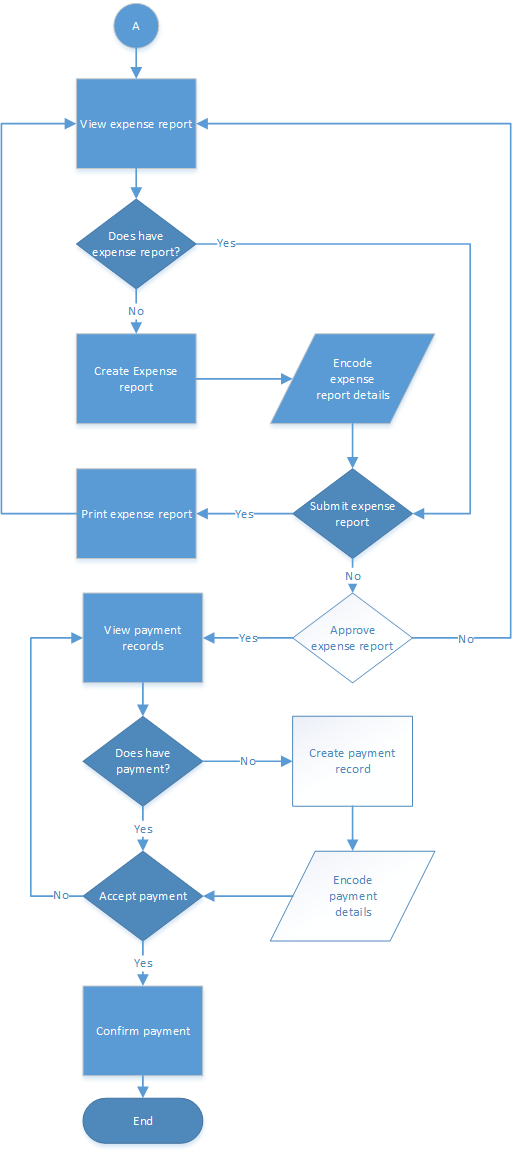 A
View expense report
Does have
expense report?
Yes
No
Create Expense
report
Encode
expense
report details
Print expense report
Yes
Submit expense
report
No
View payment
records
Yes
Approve
expense report
No
Does have
payment?
No
Create payment
record
Yes
No
Accept payment
Encode
payment
details
Yes
Confirm payment
End